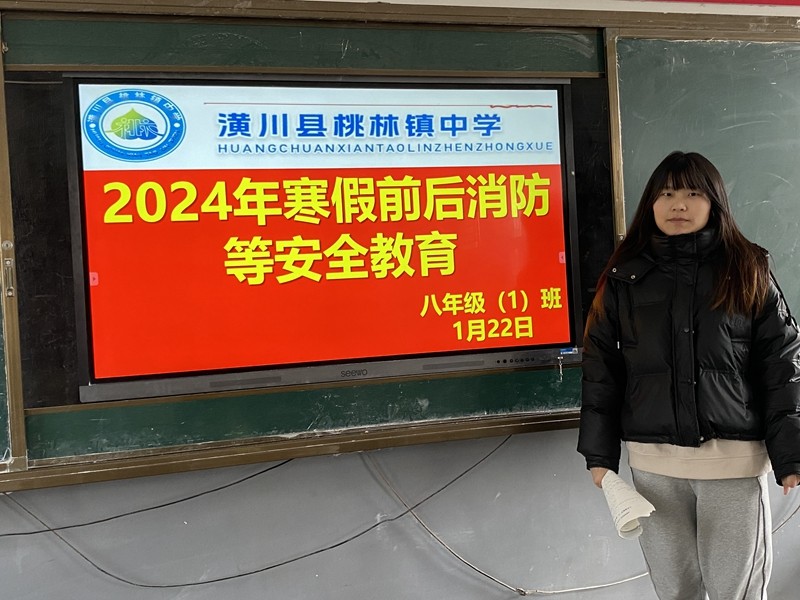 潢川县桃林镇中学
HUANGCHUANXIANTAOLINZHENZHONGXUE
2024年寒假前后消防
等安全教育
八年级（1）班
1月22日
seewo